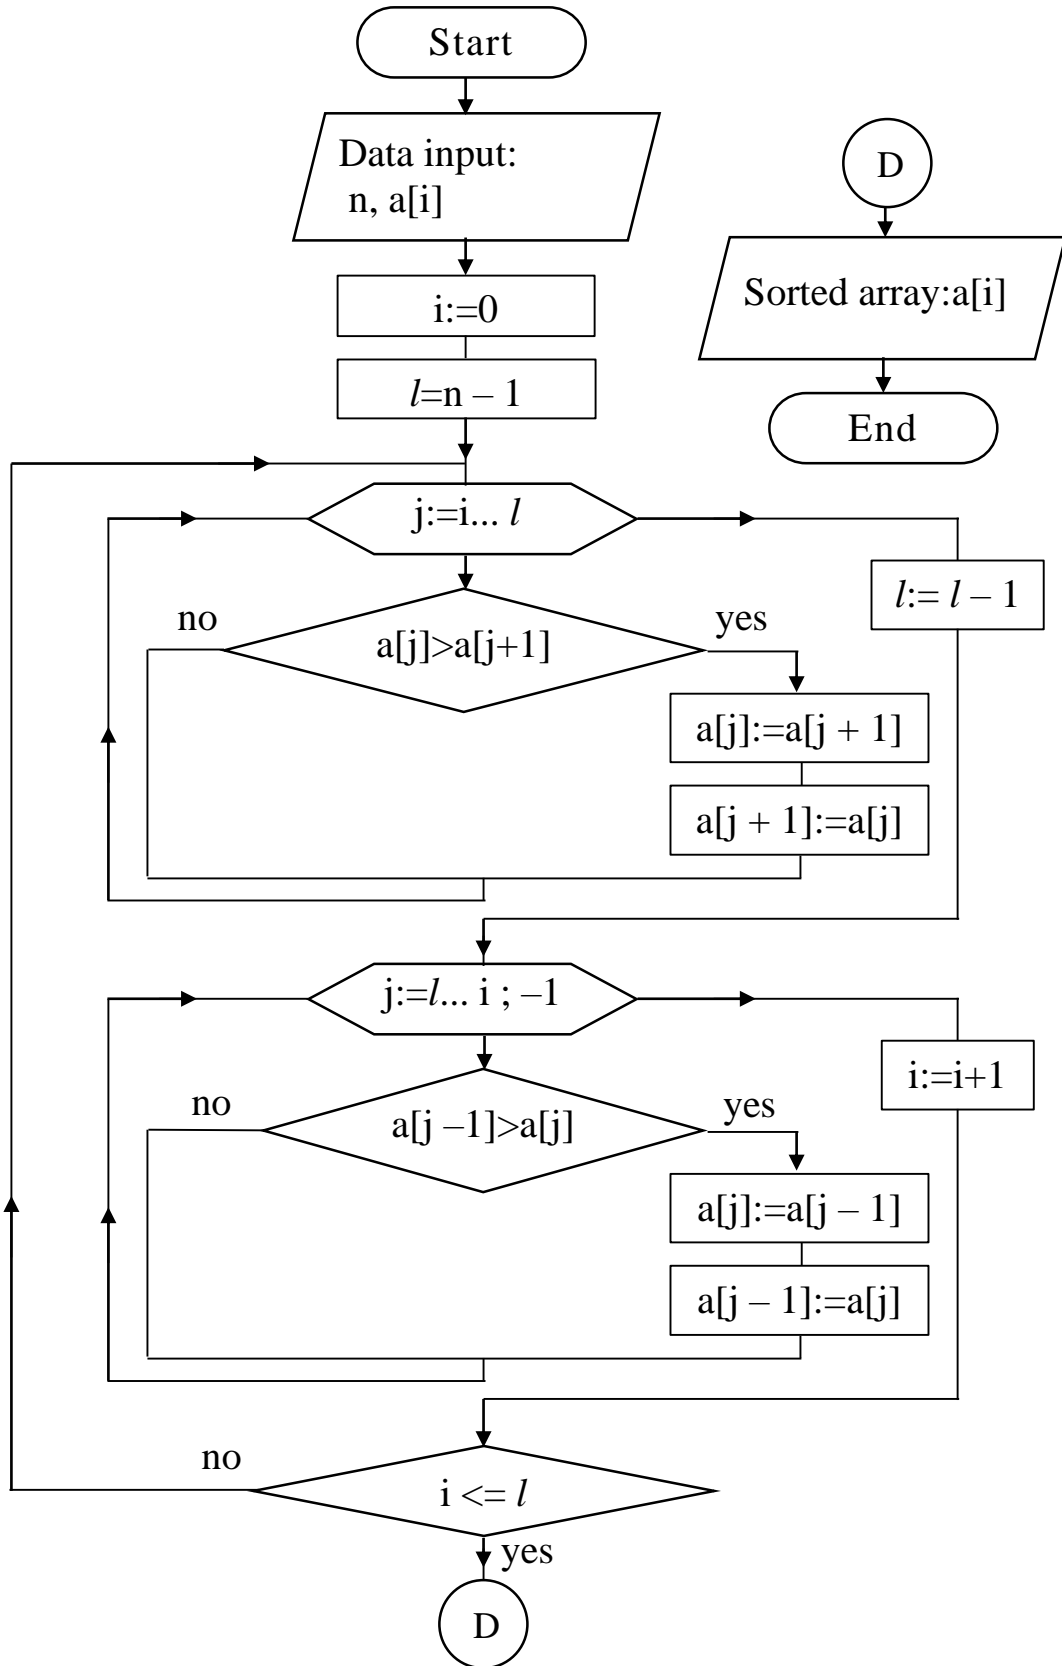 Start
Data input:
n, a[i]
i:=0
l=n – 1
j:=i... l
no
a[j]>a[j+1]
yes
l:= l – 1
a[j]:=a[j + 1]
a[j + 1]:=a[j]
j:=l... i ; –1
no
a[j –1]>a[j]
yes
i:=i+1
a[j]:=a[j – 1]
a[j – 1]:=a[j]
no
i <= l
yes
D
D
Sorted array:a[i]
End